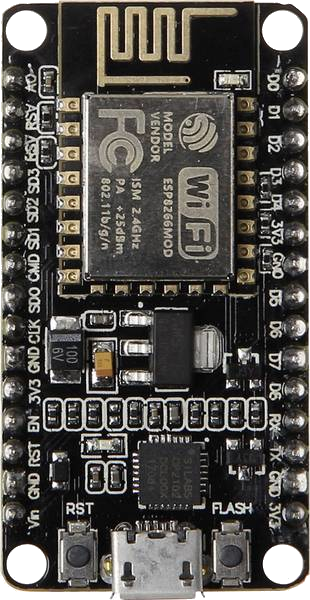 A0
RSV
RSV
SD3
SD2
SD1
CMD
SD0
CLK
GND
3V3
EN
RST
GND
Vin
D0
D1
D2
D3
D4
3V3
GND
D5
D6
D7
D8
RX
TX
GND
3V3
MODEL
VENDOR
ESP8266MOD
WiFi
FC
ISM 2.4GHz
PA +25dBm
802.11b/g/n
100
6V
SILABS
RST
FLASH